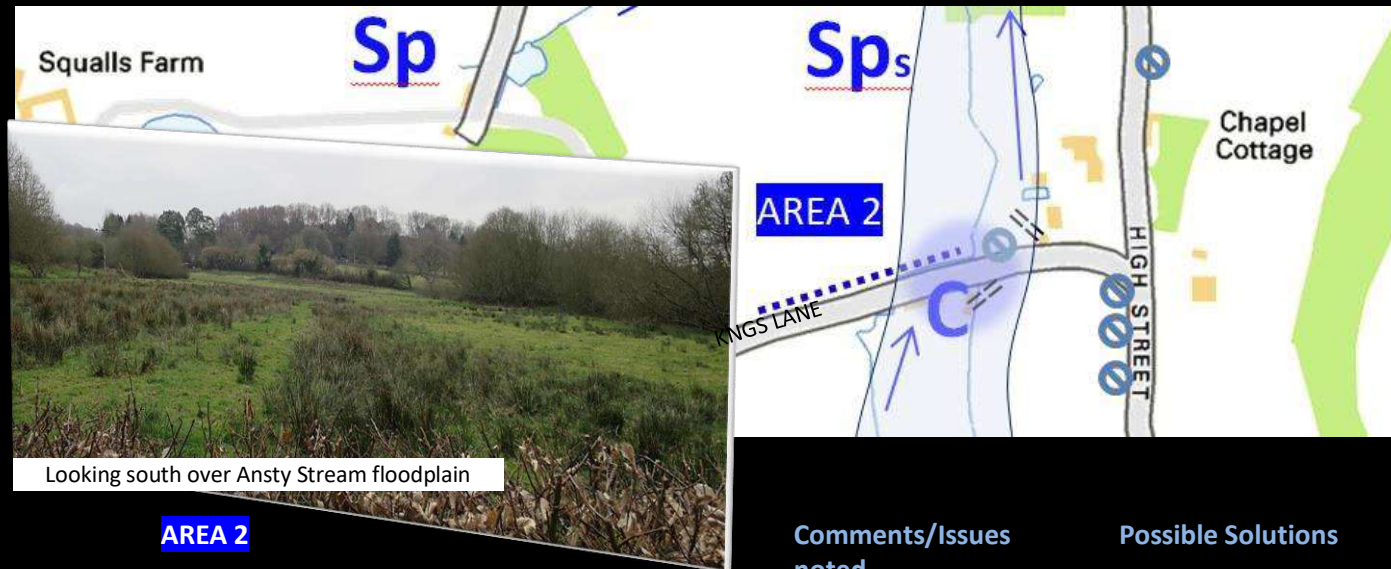 Squalls Farm
Sp
Sps
Chapel
Cottage
AREA 2
KNGS LANE
C
HIGH STREET
Looking south over Ansty Stream floodplain
AREA 2
Comments/Issues
noted
Possible Solutions